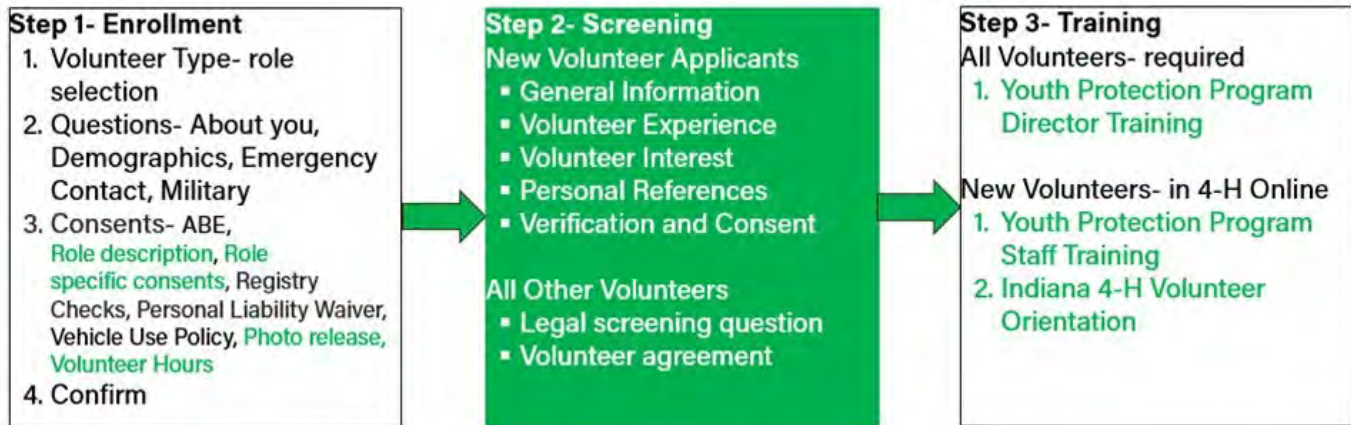 Step 1- Enrollment
1. Volunteer Type- role
selection
2. Questions- About you,
Demographics, Emergency
Contact, Military
3. Consents- ABE,
Role description, Role
specific consents, Registry
Checks, Personal Liability Waiver,
Vehicle Use Policy, Photo release,
Volunteer Hours
4. Confirm
Step 2- Screening
New Volunteer Applicants
▪ General Information
▪ Volunteer Experience
▪ Volunteer Interest
▪ Personal References
▪ Verification and Consent
All Other Volunteers
▪ Legal screening question
▪ Volunteer agreement
Step 3- Training
All Volunteers- required
1. Youth Protection Program
Director Training
New Volunteers- in 4-H Online
1. Youth Protection Program
Staff Training
2. Indiana 4-H Volunteer
Orientation